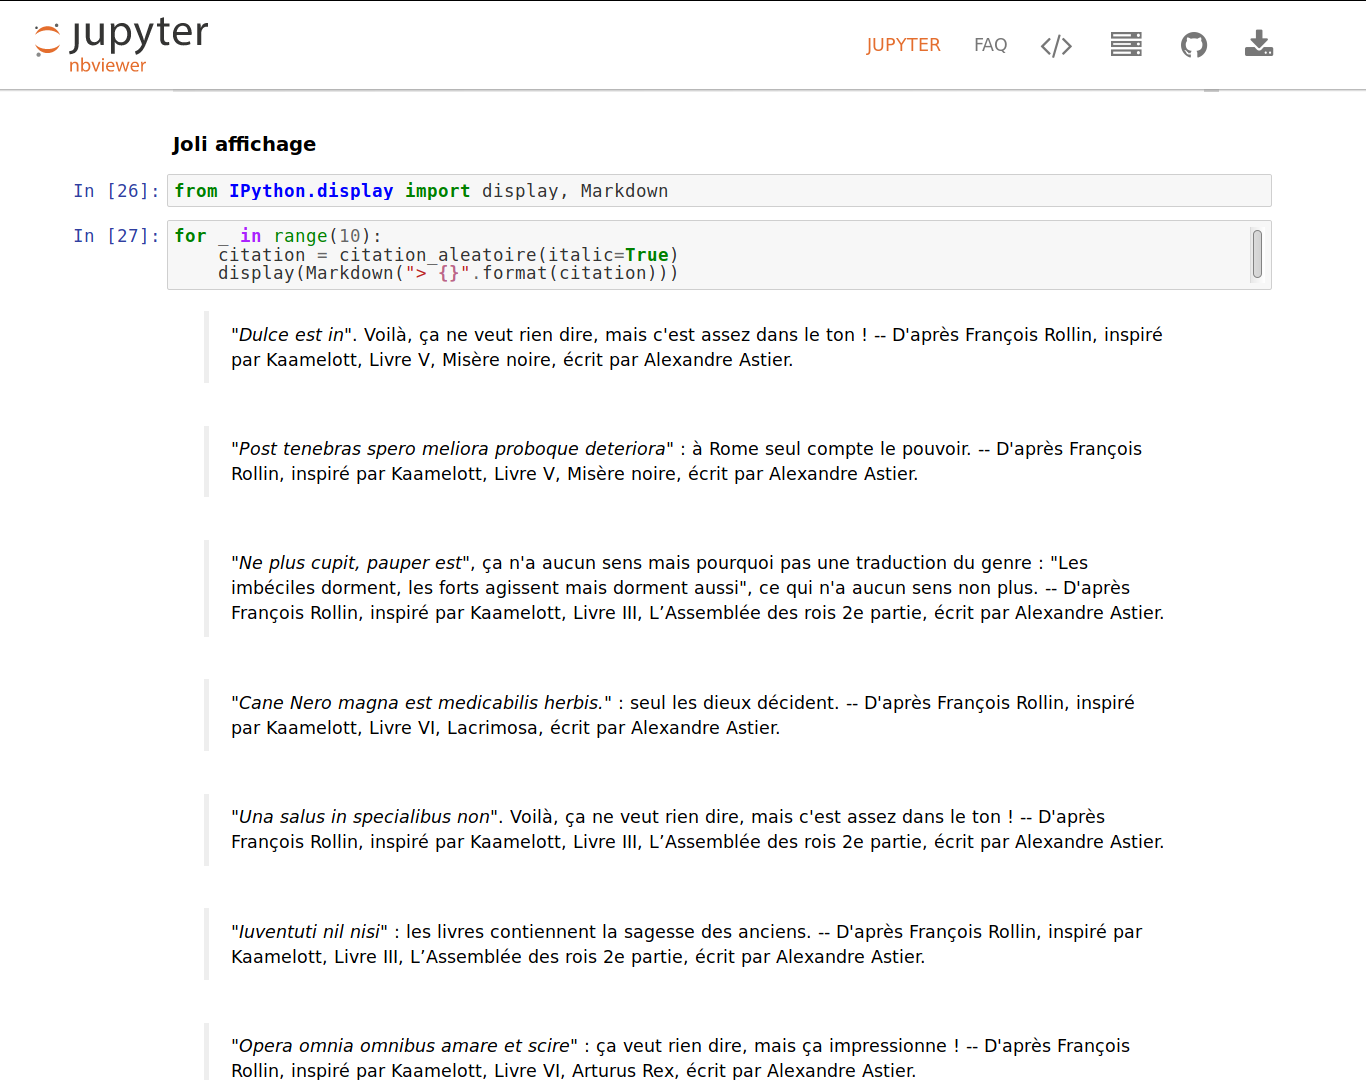 jupyter
nbviewer
JUPYTER FAQ </>
Joli affichage
In [26]: from IPython.display import display, Markdown
In [27]: for _ in range(10):
citation = citation_aleatoire(italic=True)
display(Markdown("> {}".format(citation)))
"Dulce est in". Voilà, ça ne veut rien dire, mais c'est assez dans le ton ! -- D'après François Rollin, inspiré
par Kaamelott, Livre V, Misère noire, écrit par Alexandre Astier.
"Post tenebras spero meliora proboque deteriora" : à Rome seul compte le pouvoir. -- D'après François
Rollin, inspiré par Kaamelott, Livre V, Misère noire, écrit par Alexandre Astier.
"Ne plus cupit, pauper est", ça n'a aucun sens mais pourquoi pas une traduction du genre : "Les
imbéciles dorment, les forts agissent mais dorment aussi", ce qui n'a aucun sens non plus. -- D'après
François Rollin, inspiré par Kaamelott, Livre III, L’Assemblée des rois 2e partie, écrit par Alexandre Astier.
"Cane Nero magna est medicabilis herbis." : seul les dieux décident. -- D'après François Rollin, inspiré
par Kaamelott, Livre VI, Lacrimosa, écrit par Alexandre Astier.
"Una salus in specialibus non". Voilà, ça ne veut rien dire, mais c'est assez dans le ton ! -- D'après
François Rollin, inspiré par Kaamelott, Livre III, L’Assemblée des rois 2e partie, écrit par Alexandre Astier.
"Iuventuti nil nisi" : les livres contiennent la sagesse des anciens. -- D'après François Rollin, inspiré par
Kaamelott, Livre III, L’Assemblée des rois 2e partie, écrit par Alexandre Astier.
"Opera omnia omnibus amare et scire" : ça veut rien dire, mais ça impressionne ! -- D'après François
Rollin, inspiré par Kaamelott, Livre VI, Arturus Rex, écrit par Alexandre Astier.